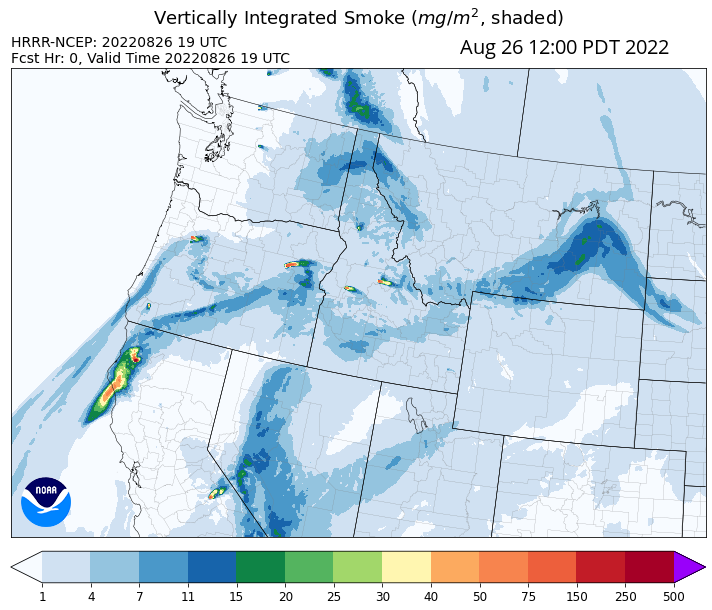 Vertically Integrated Smoke (mg/m², shaded)
HRRR-NCEP: 20220826 19 UTC
Fcst Hr: 0, Valid Time 20220826 19 UTC
Aug 26 12:00 PDT 2022
NOAA
1 4 7 11 15 20 25 30 40 50 75 150 250 500